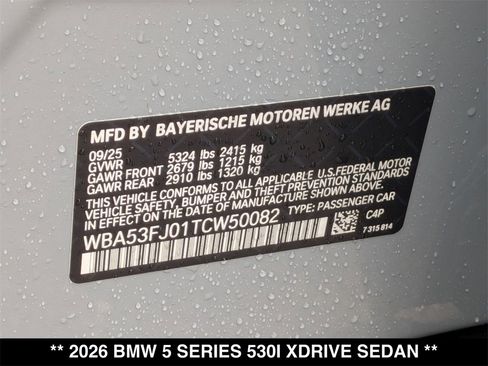 MFD BY BAYERISCHE MOTOREN WERKE AG
09/25
GVWR 5324 lbs 2415 kg
GAWR FRONT 2679 lbs 1215 kg
GAWR REAR 2910 lbs 1320 kg
THIS VEHICLE CONFORMS TO ALL APPLICABLE U.S. FEDERAL MOTOR
VEHICLE SAFETY, BUMPER, AND THEFT PREVENTION STANDARDS
IN EFFECT ON THE DATE OF MANUFACTURE SHOWN ABOVE.
WBA53FJ01TCW50082 TYPE: PASSENGER CAR
C4P
7 315 814
** 2026 BMW 5 SERIES 530I XDRIVE SEDAN **